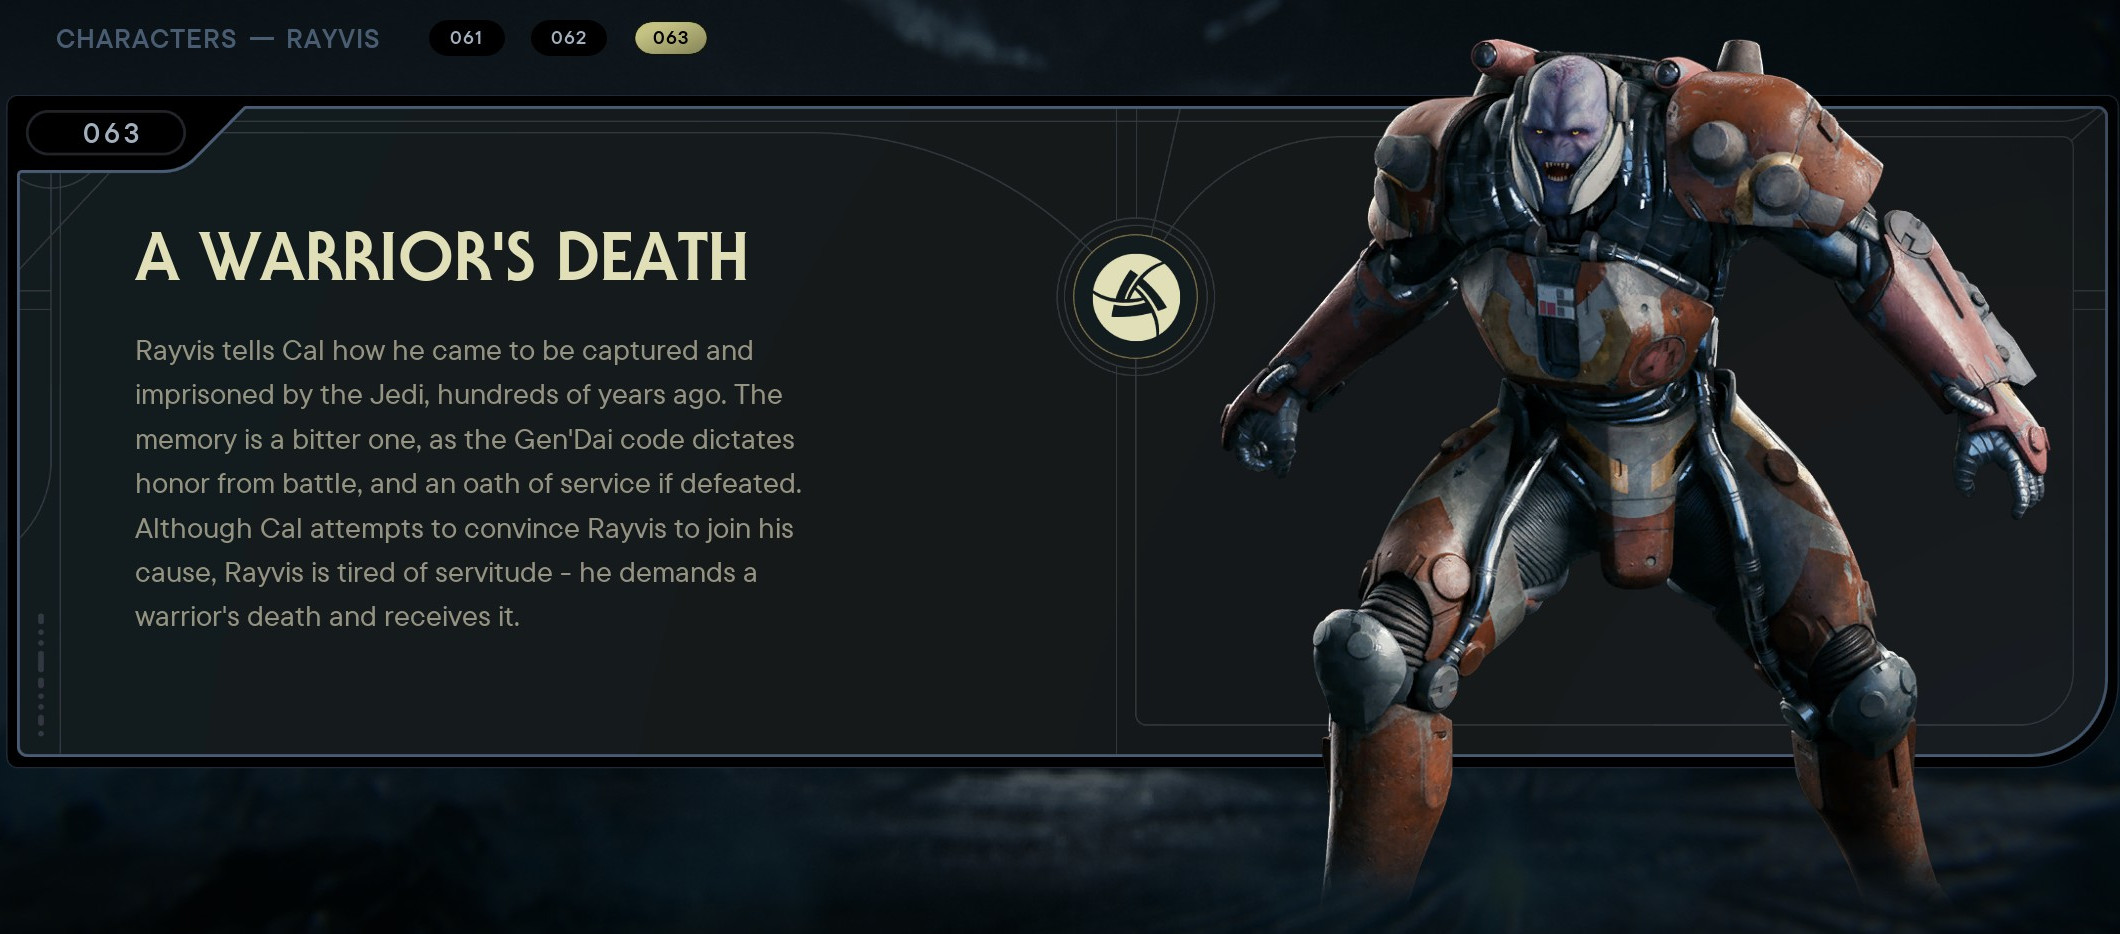 CHARACTERS — RAYVIS 061 062 063
063
A WARRIOR'S DEATH
Rayvis tells Cal how he came to be captured and
imprisoned by the Jedi, hundreds of years ago. The
memory is a bitter one, as the Gen'Dai code dictates
honor from battle, and an oath of service if defeated.
Although Cal attempts to convince Rayvis to join his
cause, Rayvis is tired of servitude - he demands a
warrior's death and receives it.